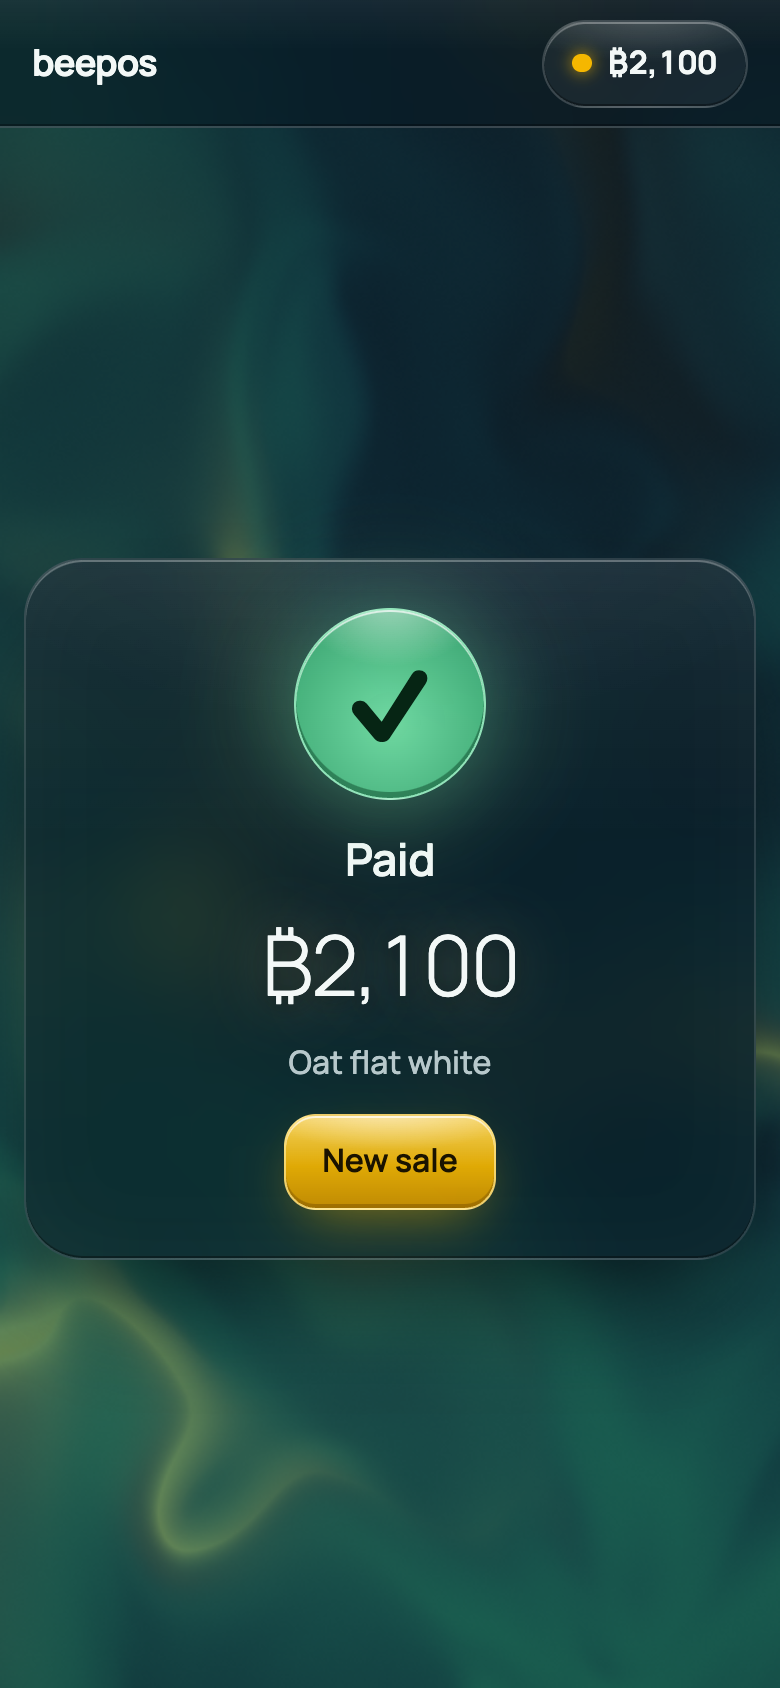 beepos
₿2,100
Paid
₿2,100
Oat flat white
New sale